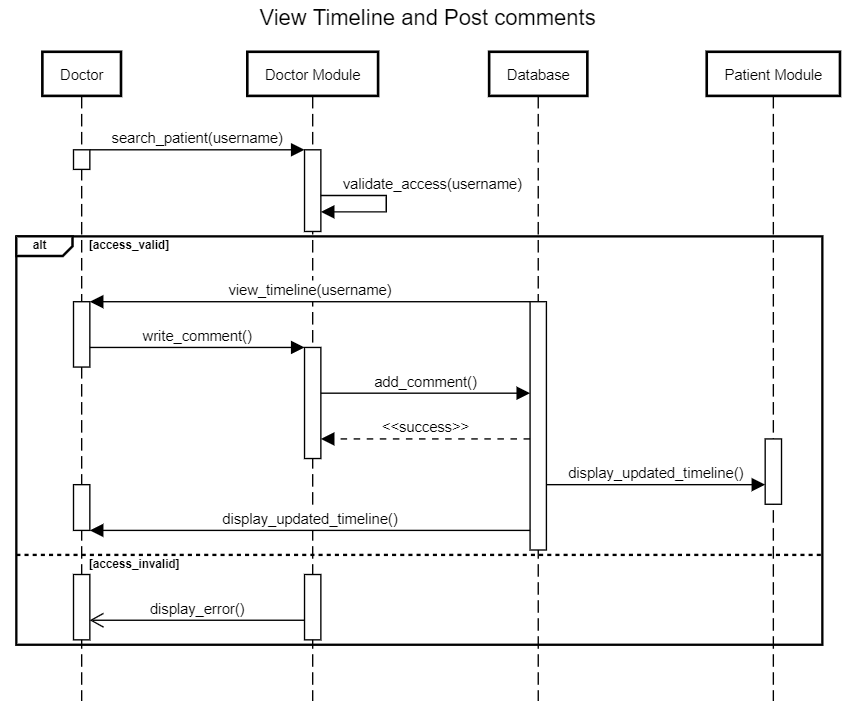 View Timeline and Post comments
Doctor
Doctor Module
Database
Patient Module
search_patient(username)
validate_access(username)
alt
[access_valid]
view_timeline(username)
write_comment()
add_comment()
<<success>>
display_updated_timeline()
display_updated_timeline()
[access_invalid]
display_error()